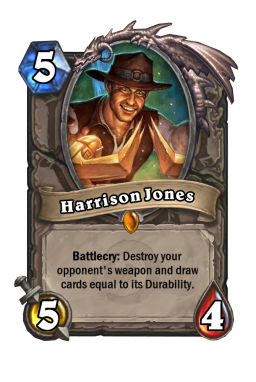 5
Harrison Jones
Battlecry: Destroy your
opponent's weapon and draw
cards equal to its Durability.
5
4